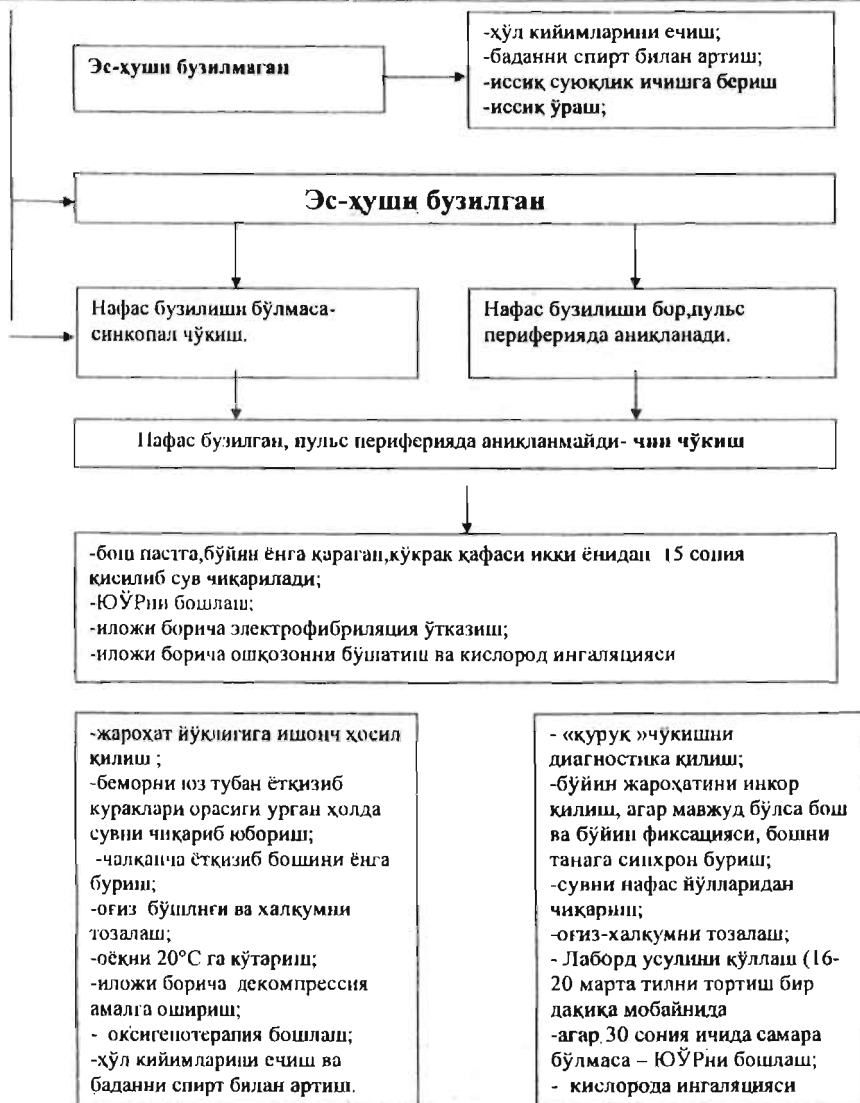 Эс-ҳуши бузилмаган
-ҳўл кийимларини ечиш;
-баданни спирт билан артиш;
-иссиқ суюқлик ичишга бериш
-иссиқ ўраш;
Эс-ҳуши бузилган
Нафас бузилиши бўлмаса-
синкопал чўкиш.
Нафас бузилиши бор,пульс
периферияда аниқланади.
Нафас бузилган, пульс периферияда аниқланмайди- чин чўкиш
-бош пастга,бўйин ёнга қараган,кўкрак қафаси икки ёнидан 15 сония
қисилиб сув чиқарилади;
-ЮЎРни бошлаш;
-иложи борича электрофибриляция ўтказиш;
-иложи борича ошқозонни бўшатиш ва кислород ингаляцияси
-жароҳат йўқлигига ишонч ҳосил
қилиш ;
-беморни юз тубан ётқизиб
кураклари орасиги урган ҳолда
сувни чиқариб юбориш;
-чалқанча ётқизиб бошини ёнга
буриш;
-оғиз бўшлиғи ва халқумни
тозалаш;
-оёқни 20°С га кўтариш;
-иложи борича декомпрессия
амалга ошириш;
- оксигенотерапия бошлаш;
-ҳўл кийимларини ечиш ва
баданни спирт билан артиш.
- «қуруқ »чўкишни
диагностика қилиш;
-бўйин жароҳатини инкор
қилиш, агар мавжуд бўлса бош
ва бўйин фиксацияси, бошни
танага синхрон буриш;
-сувни нафас йўлларидан
чиқариш;
-оғиз-халқумни тозалаш;
- Лаборд усулини қўллаш (16-
20 марта тилни тортиш бир
дақиқа мобайнида
-агар 30 сония ичида самара
бўлмаса – ЮЎРни бошлаш;
- кислорода ингаляцияси